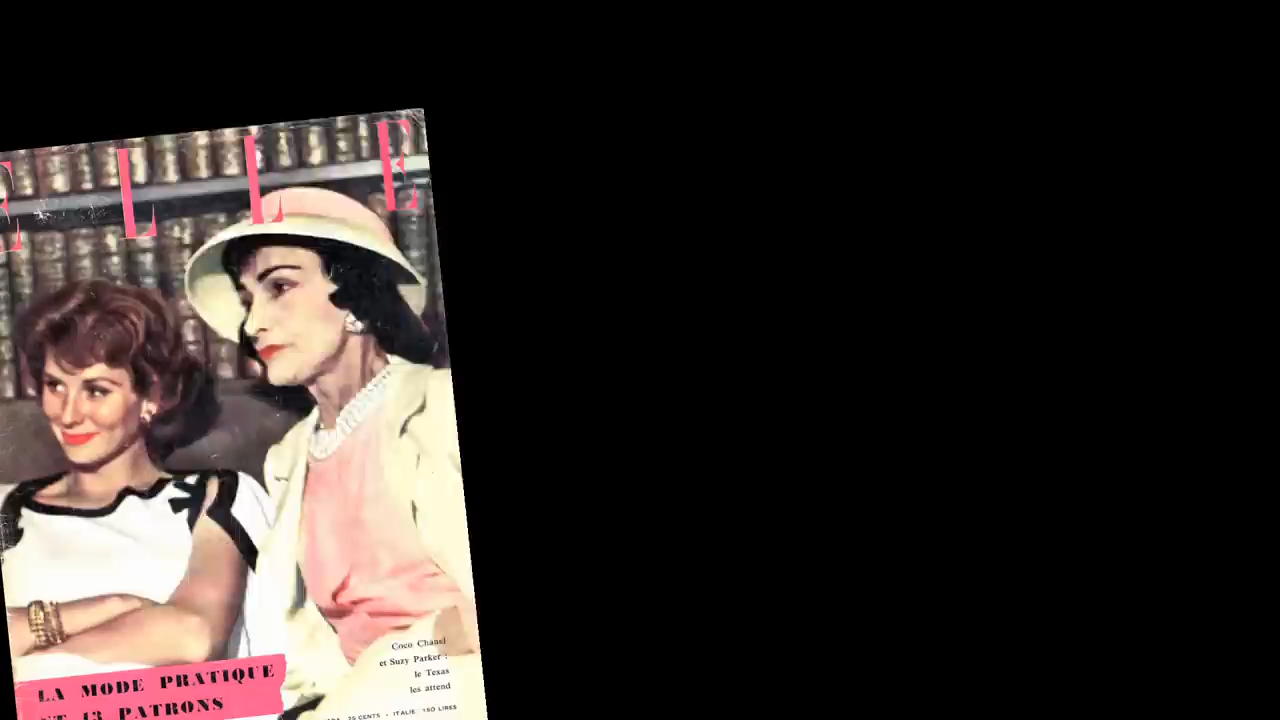 ELLE
Coco Chanel
et Suzy Parker :
le Texas
les attend
LA MODE PRATIQUE
ET 13 PATRONS
25 CENTS - ITALIE 150 LIRES